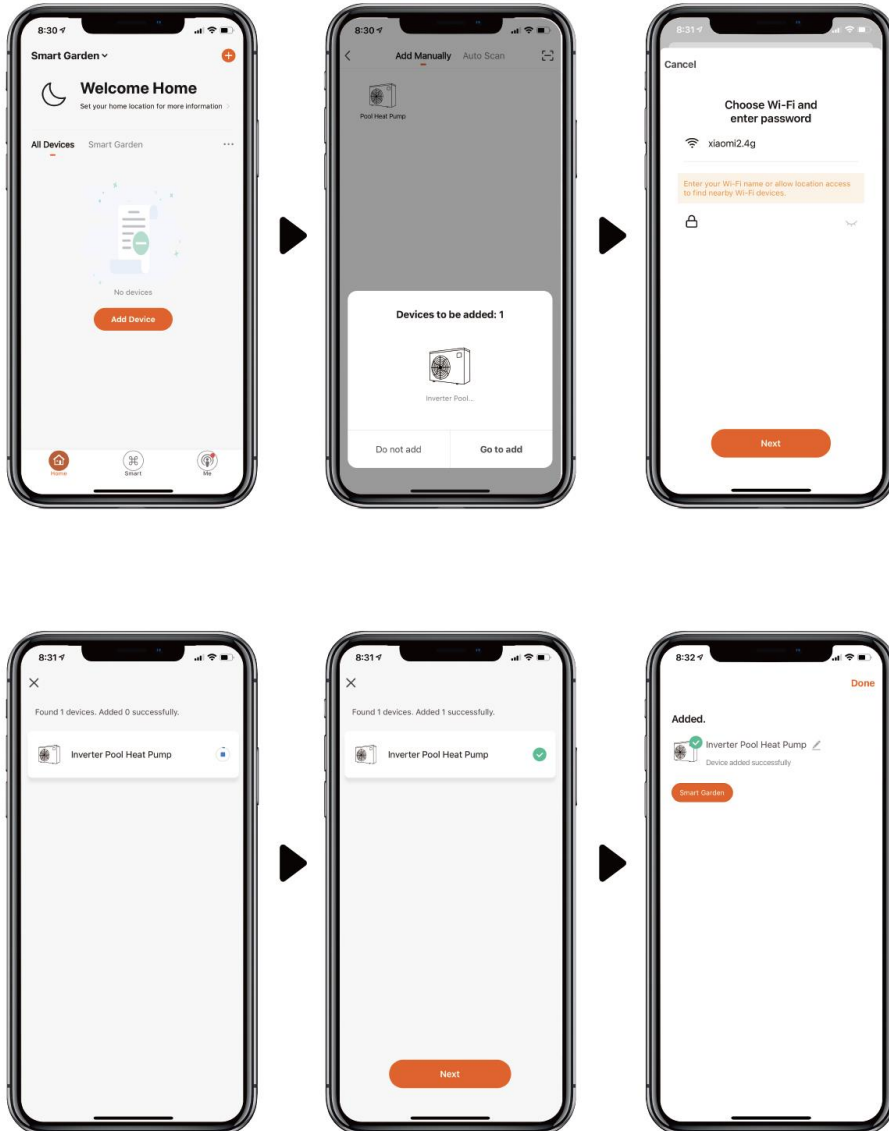 8:30
Smart Garden
Welcome Home
Set your home location for more information
All Devices Smart Garden
No devices
Add Device
Home Smart Me
8:30
Add Manually Auto Scan
Pool Heat Pump
Devices to be added: 1
Inverter Pool...
Do not add Go to add
8:31
Cancel
Choose Wi-Fi and
enter password
xiaomi2.4g
Enter your Wi-Fi name or allow location access
to find nearby Wi-Fi devices.
Next
8:31
Found 1 devices. Added 0 successfully.
Inverter Pool Heat Pump
8:31
Found 1 devices. Added 1 successfully.
Inverter Pool Heat Pump
Next
8:32
Done
Added.
Inverter Pool Heat Pump
Device added successfully
Smart Garden